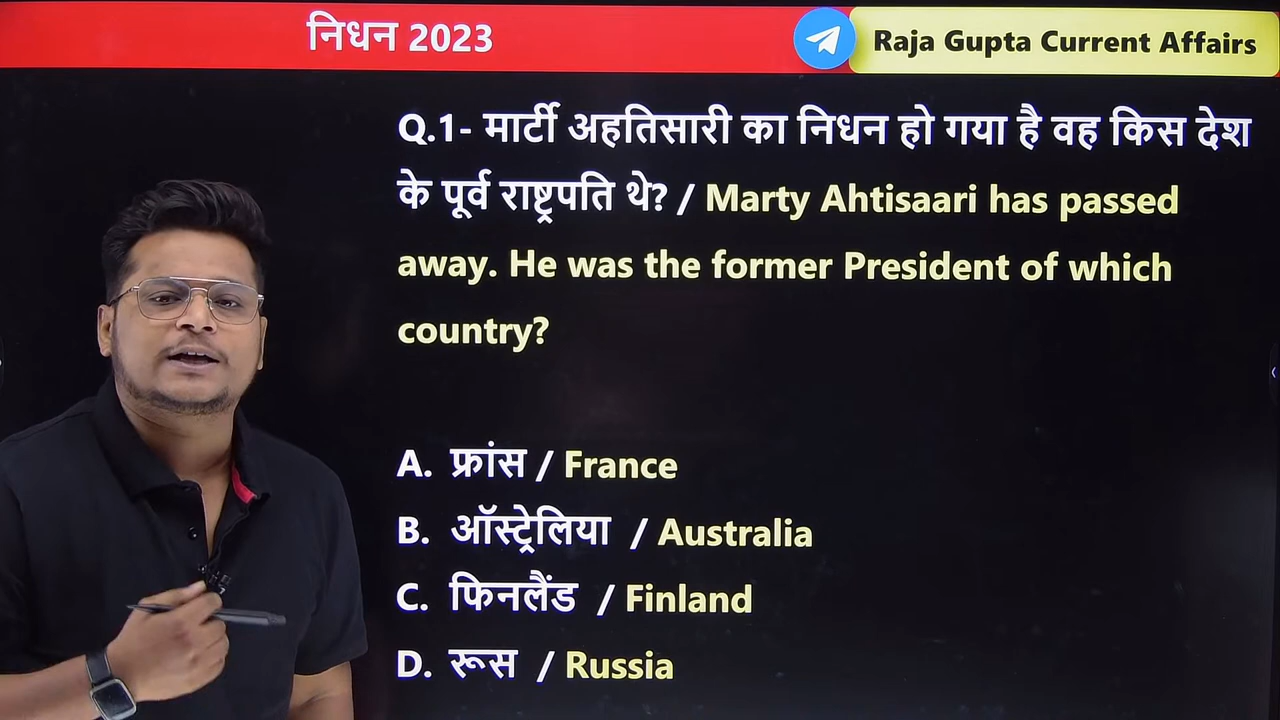 निधन 2023
Raja Gupta Current Affairs
Q.1- मार्टी अहतिसारी का निधन हो गया है वह किस देश
के पूर्व राष्ट्रपति थे? / Marty Ahtisaari has passed
away. He was the former President of which
country?
A. फ्रांस / France
B. ऑस्ट्रेलिया / Australia
C. फिनलैंड / Finland
D. रूस / Russia